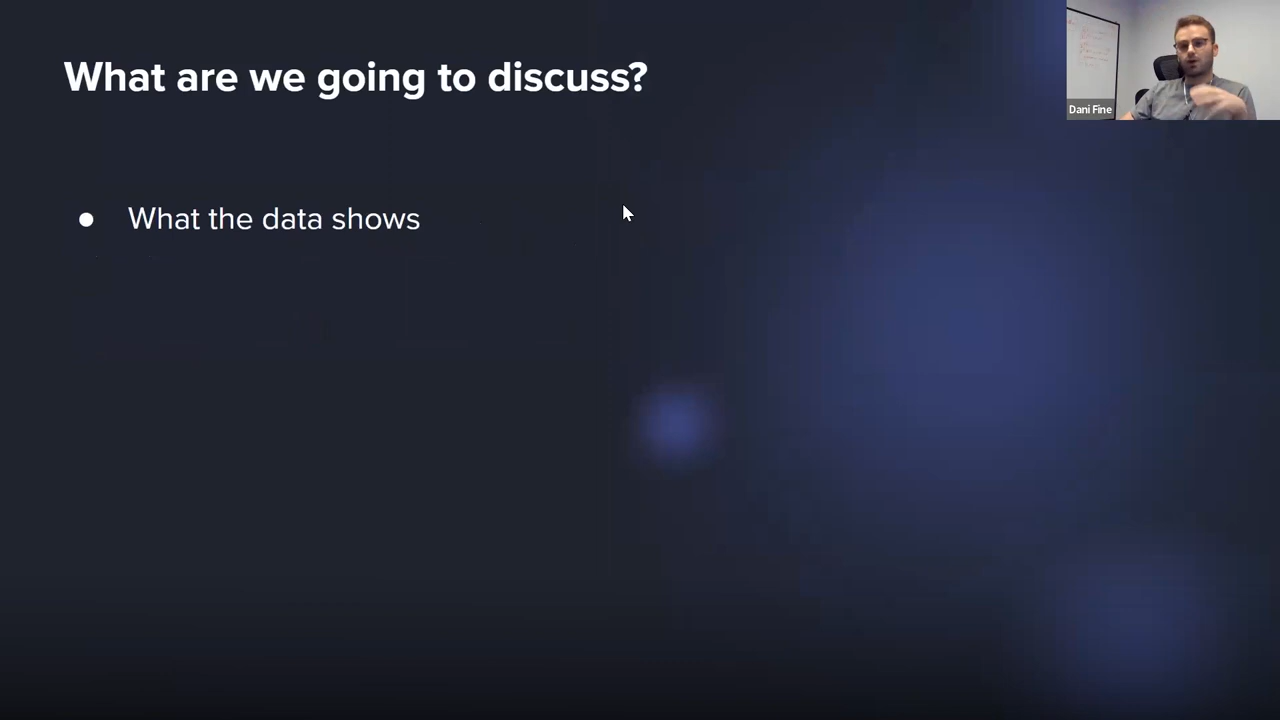 What are we going to discuss?
● What the data shows
Dani Fine